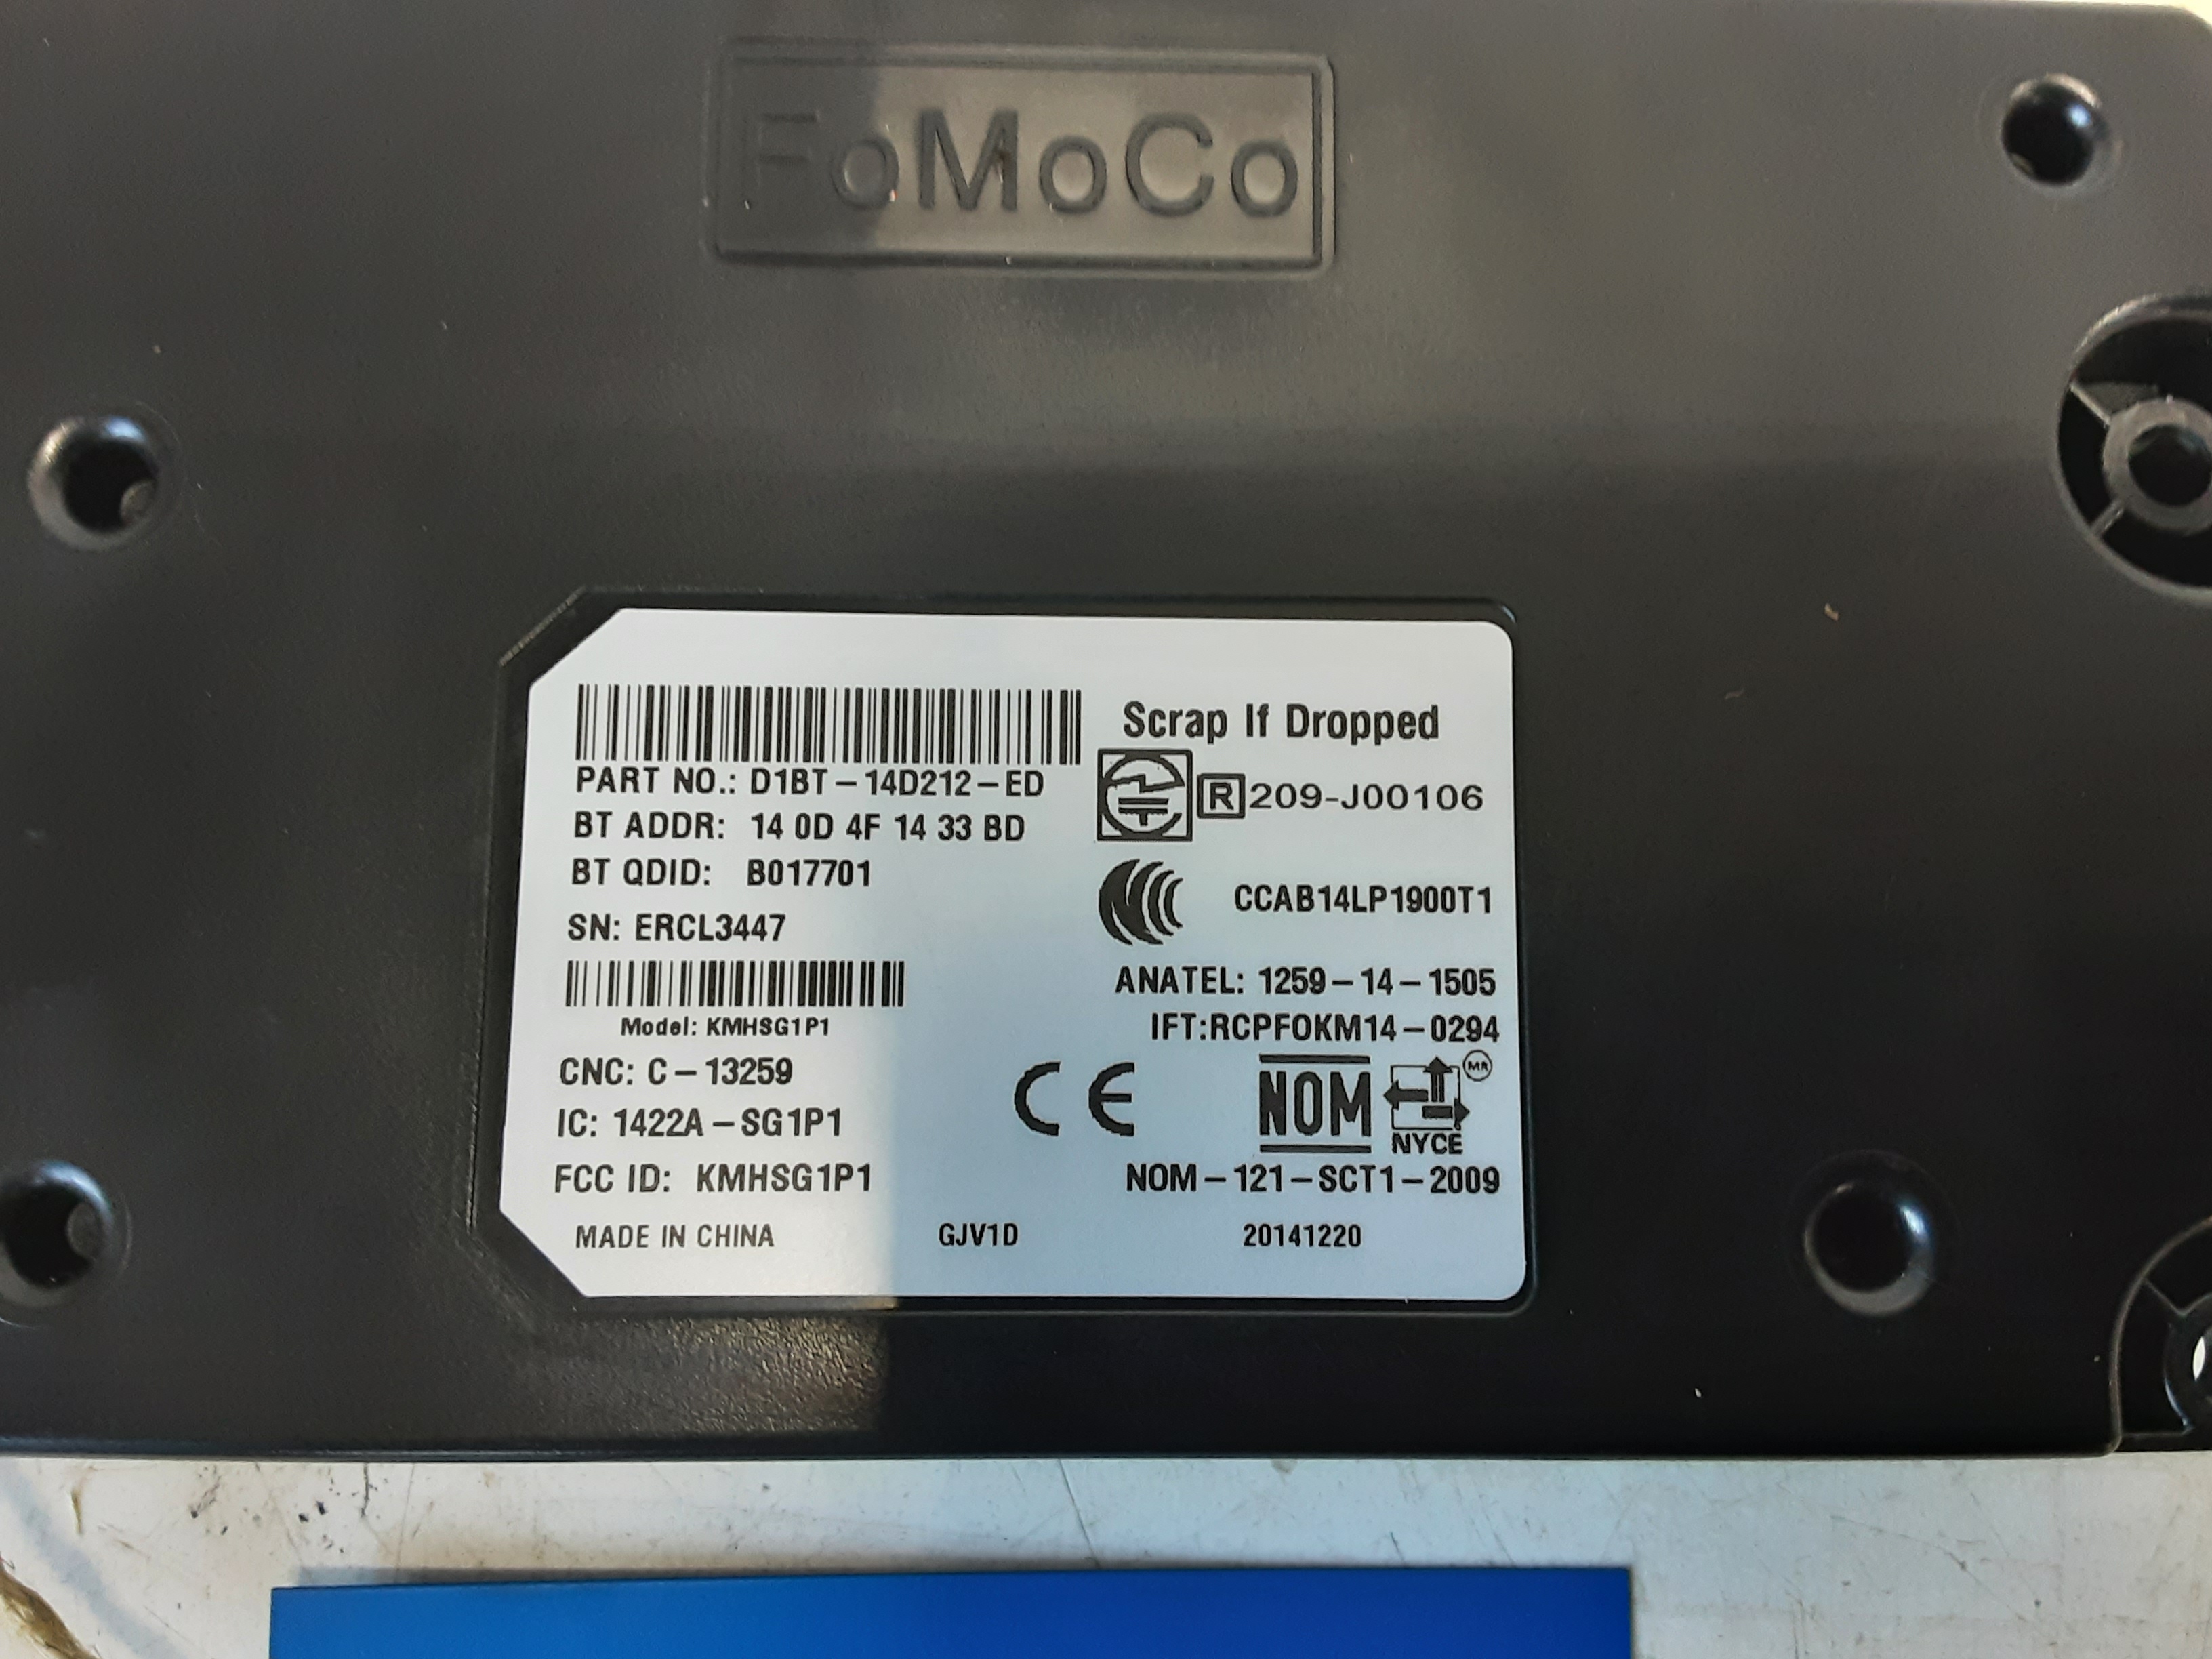 FoMoCo
Scrap If Dropped
PART NO.: D1BT-14D212-ED
R 209-J00106
BT ADDR: 14 0D 4F 14 33 BD
BT QDID: B017701
CCAB14LP1900T1
SN: ERCL3447
ANATEL: 1259-14-1505
Model: KMHSG1P1
IFT:RCPFOKM14-0294
CNC: C-13259
CE
NOM
MR
NYCE
IC: 1422A-SG1P1
FCC ID: KMHSG1P1
NOM-121-SCT1-2009
MADE IN CHINA
GJV1D
20141220